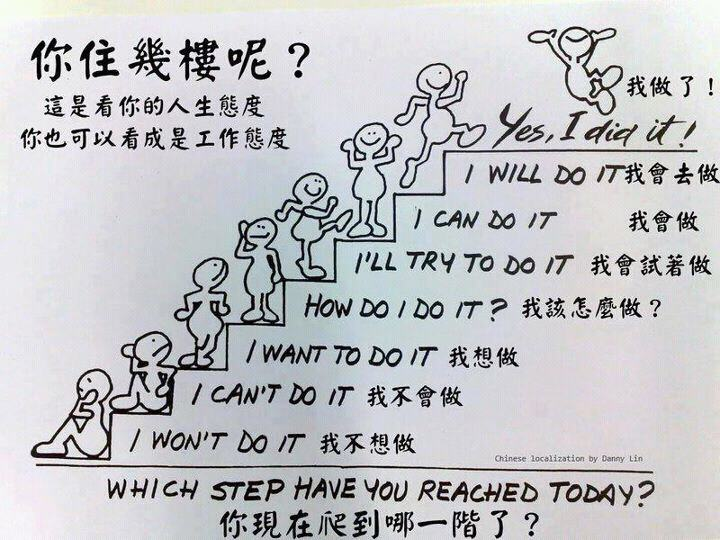 你住幾樓呢？
這是看你的人生態度
你也可以看成是工作態度
我做了！
Yes, I did it!
I WILL DO IT我會去做
I CAN DO IT 我會做
I'LL TRY TO DO IT 我會試著做
HOW DO I DO IT? 我該怎麼做？
I WANT TO DO IT 我想做
I CAN'T DO IT 我不會做
I WON'T DO IT 我不想做
Chinese localization by Danny Lin
WHICH STEP HAVE YOU REACHED TODAY?
你現在爬到哪一階了？